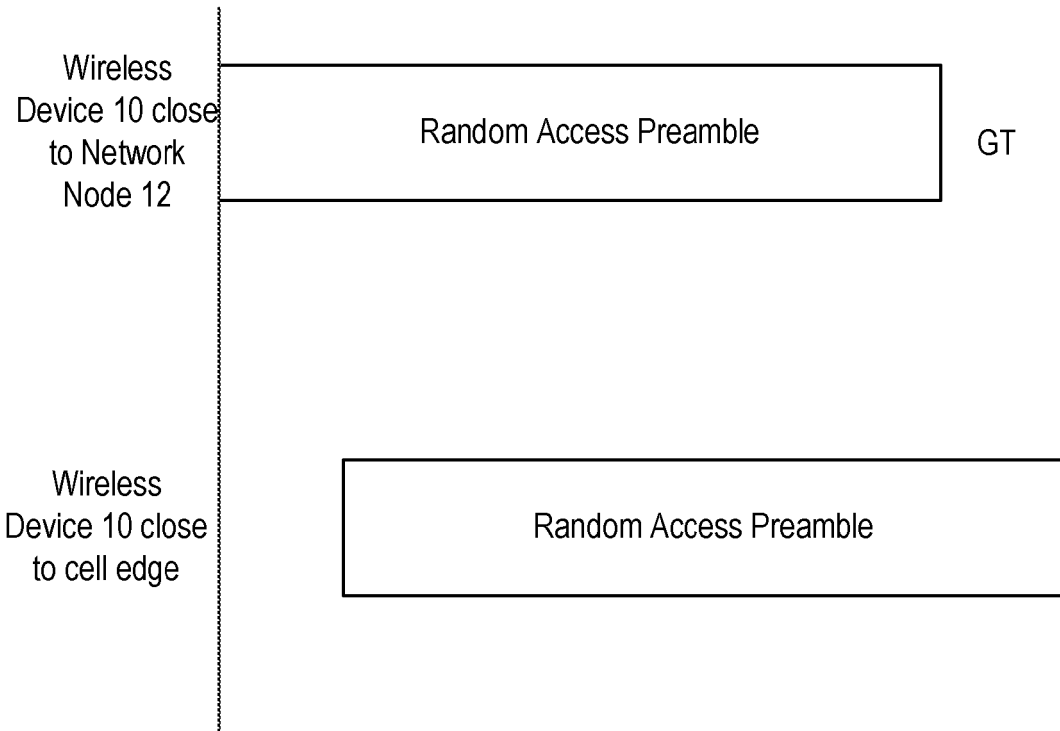 Wireless
Device 10 close
to Network
Node 12
Random Access Preamble
GT
Wireless
Device 10 close
to cell edge
Random Access Preamble